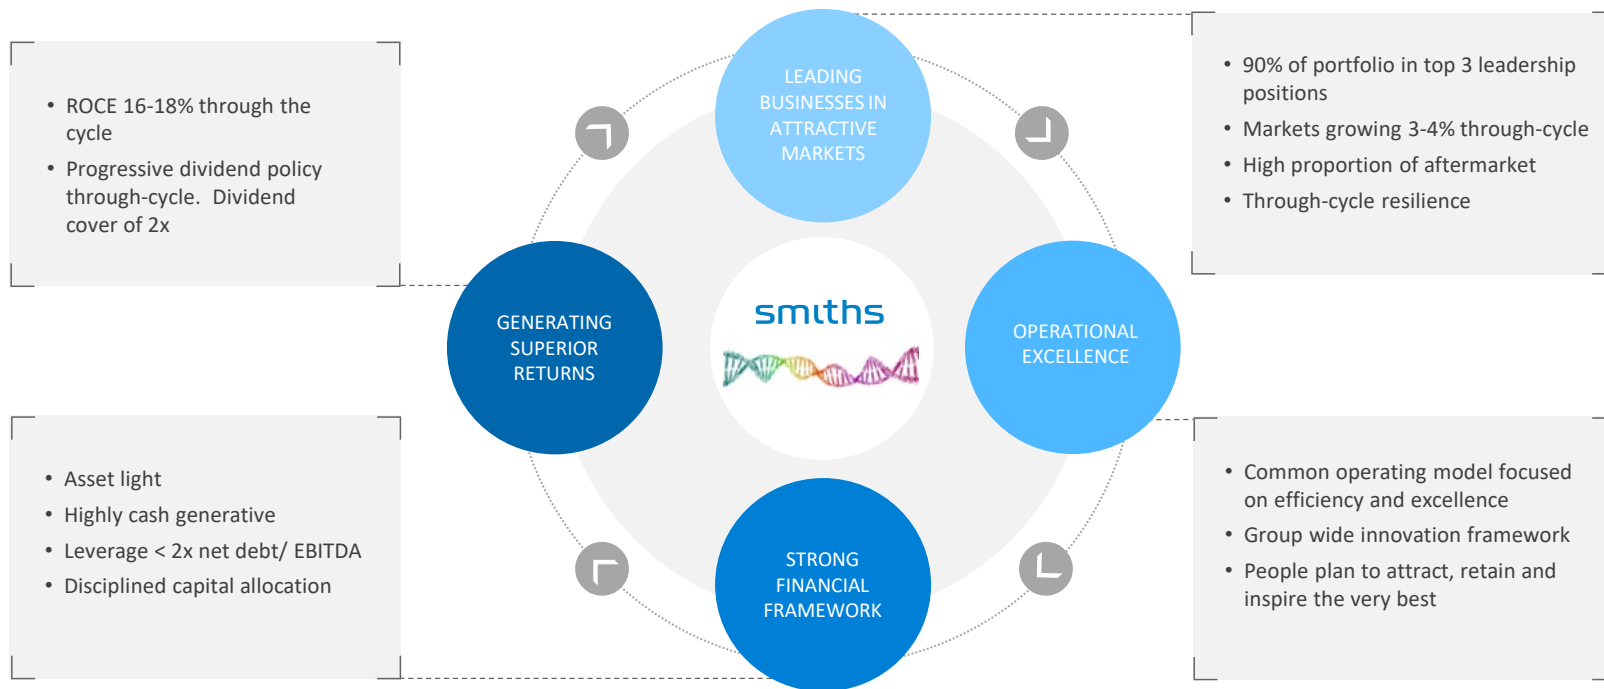 LEADING
BUSINESSES IN
ATTRACTIVE
MARKETS
• 90% of portfolio in top 3 leadership
positions
• Markets growing 3-4% through-cycle
• High proportion of aftermarket
• Through-cycle resilience
OPERATIONAL
EXCELLENCE
• Common operating model focused
on efficiency and excellence
• Group wide innovation framework
• People plan to attract, retain and
inspire the very best
STRONG
FINANCIAL
FRAMEWORK
• Asset light
• Highly cash generative
• Leverage < 2x net debt/ EBITDA
• Disciplined capital allocation
GENERATING
SUPERIOR
RETURNS
• ROCE 16-18% through the
cycle
• Progressive dividend policy
through-cycle.  Dividend
cover of 2x
smiths